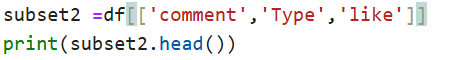 subset2 =df[['comment','Type','like']]
print(subset2.head())